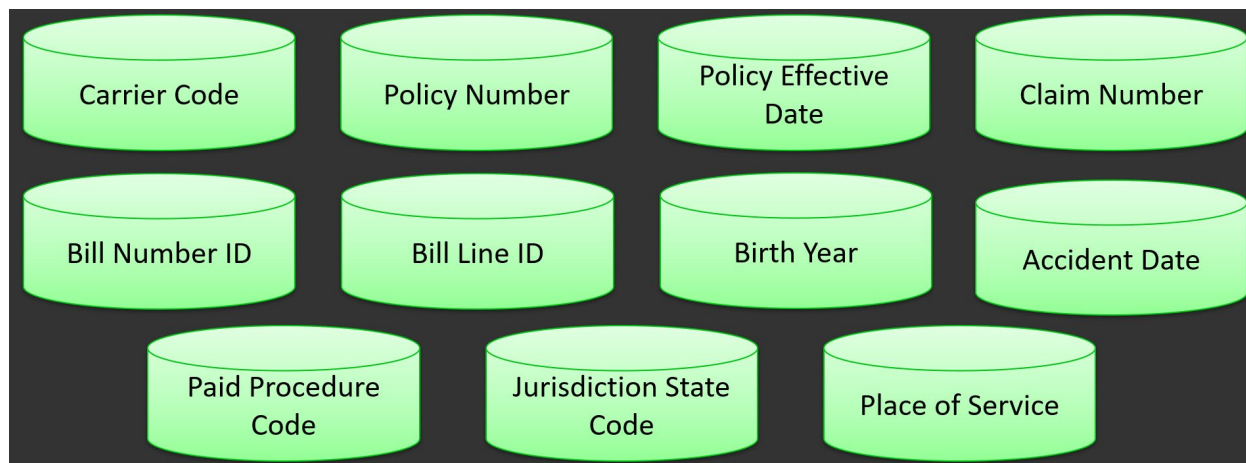 Carrier Code
Policy Number
Policy Effective
Date
Claim Number
Bill Number ID
Bill Line ID
Birth Year
Accident Date
Paid Procedure
Code
Jurisdiction State
Code
Place of Service